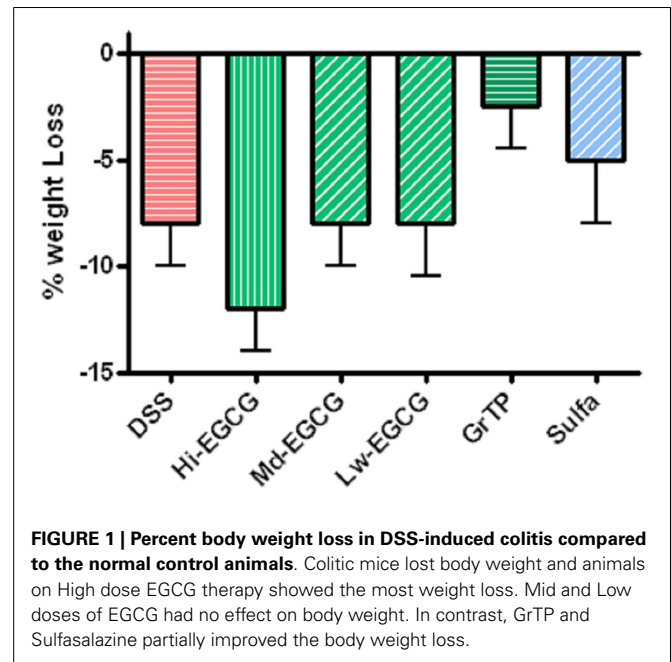 % weight Loss
0
-5
-10
-15
DSS
Hi-EGCG
Md-EGCG
Lw-EGCG
GrTP
Sulfa
FIGURE 1 | Percent body weight loss in DSS-induced colitis compared
to the normal control animals. Colitic mice lost body weight and animals
on High dose EGCG therapy showed the most weight loss. Mid and Low
doses of EGCG had no effect on body weight. In contrast, GrTP and
Sulfasalazine partially improved the body weight loss.